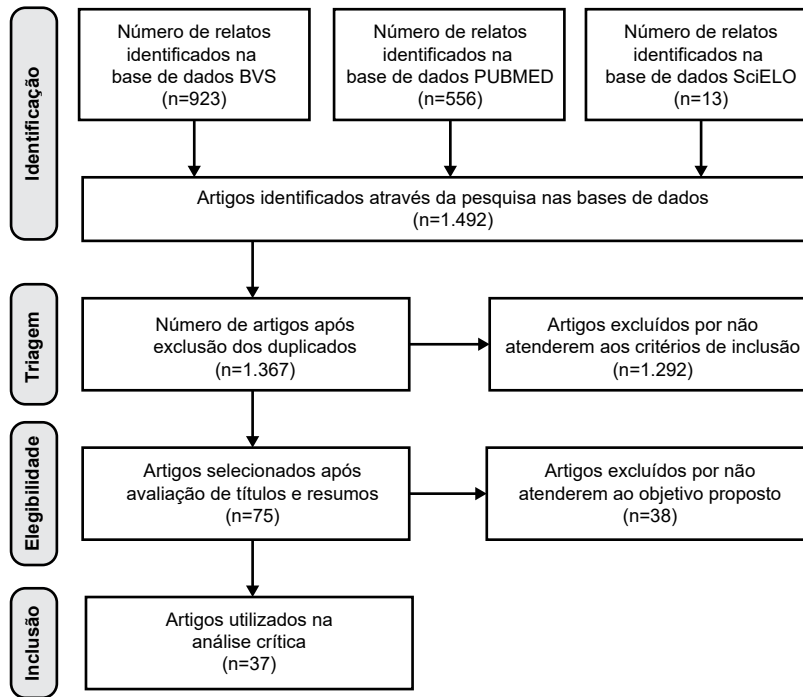 Identificação
Número de relatos
identificados na
base de dados BVS
(n=923)
Número de relatos
identificados na
base de dados PUBMED
(n=556)
Número de relatos
identificados na
base de dados SciELO
(n=13)
Artigos identificados através da pesquisa nas bases de dados
(n=1.492)
Triagem
Número de artigos após
exclusão dos duplicados
(n=1.367)
Artigos excluídos por não
atenderem aos critérios de inclusão
(n=1.292)
Elegibilidade
Artigos selecionados após
avaliação de títulos e resumos
(n=75)
Artigos excluídos por não
atenderem ao objetivo proposto
(n=38)
Inclusão
Artigos utilizados na
análise crítica
(n=37)